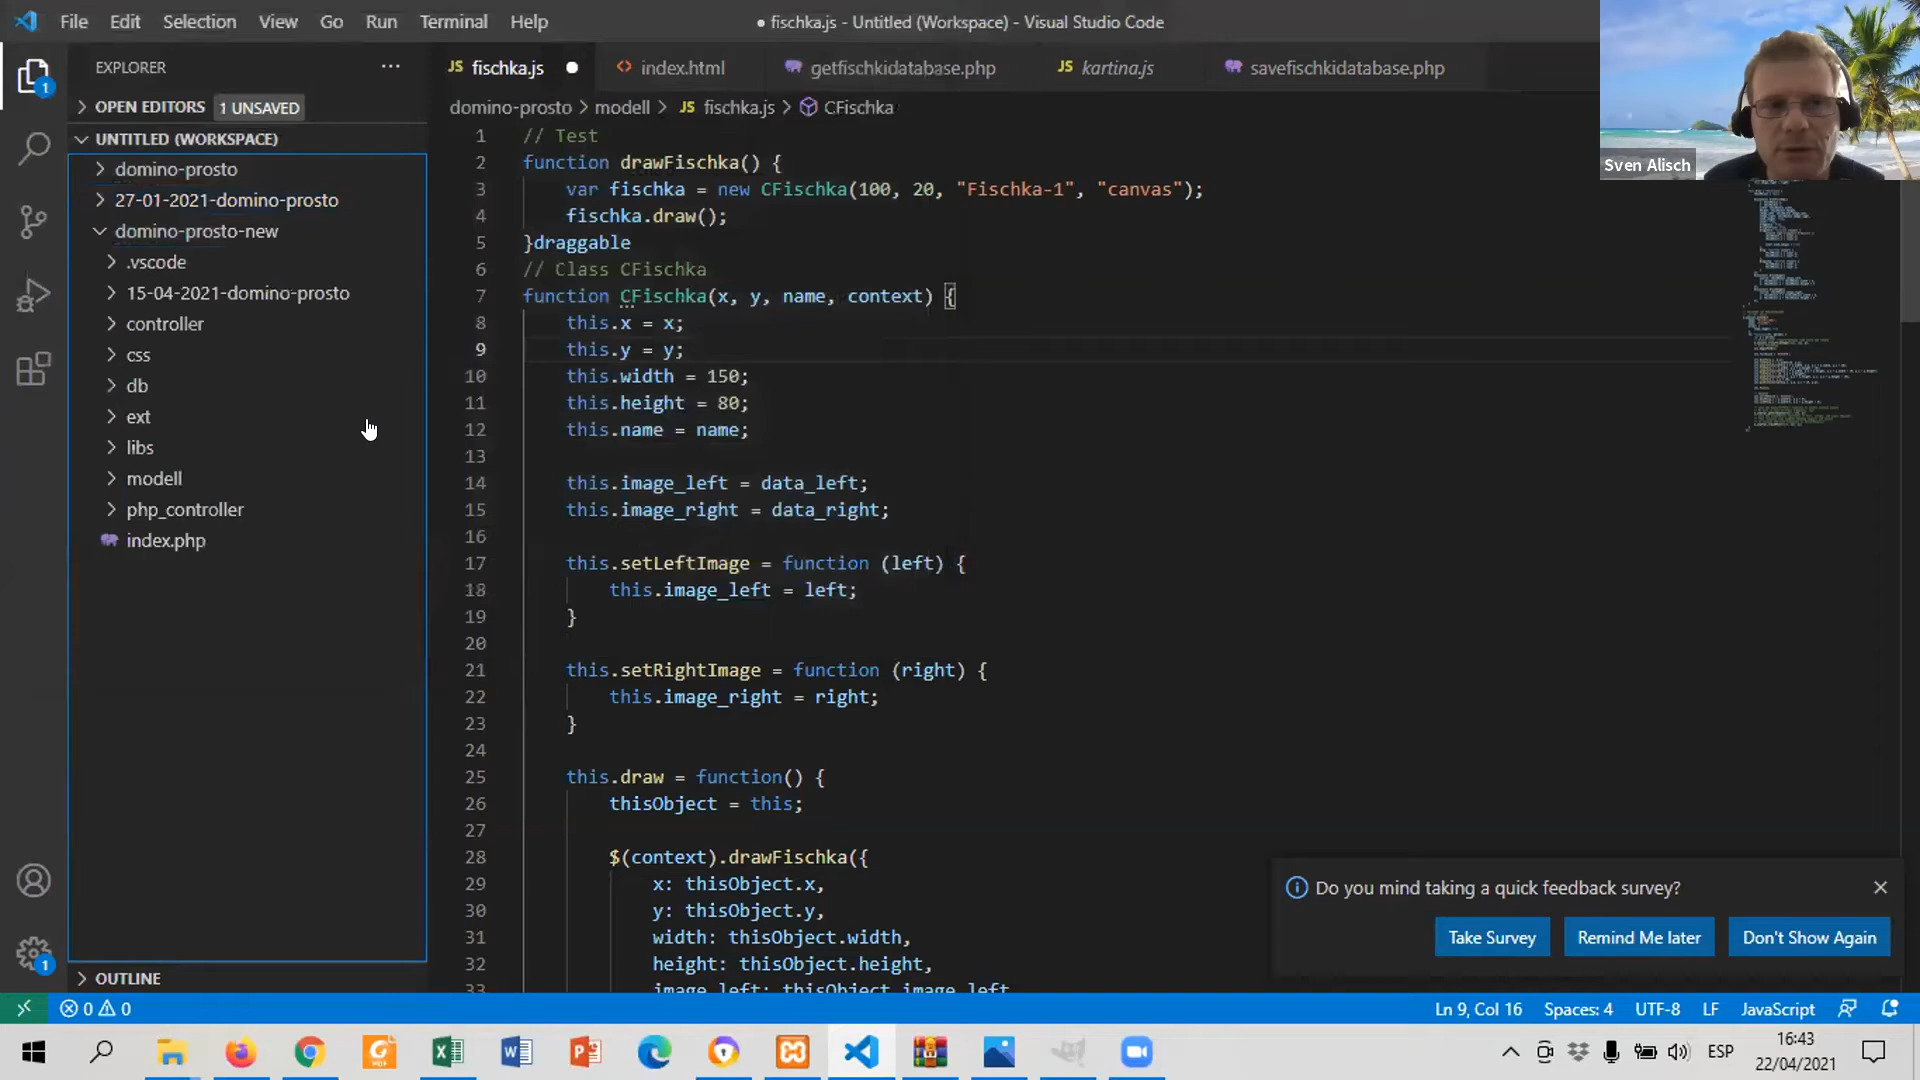 File Edit Selection View Go Run Terminal Help
● fischka.js - Untitled (Workspace) - Visual Studio Code
EXPLORER
OPEN EDITORS 1 UNSAVED
UNTITLED (WORKSPACE)
domino-prosto
27-01-2021-domino-prosto
domino-prosto-new
.vscode
15-04-2021-domino-prosto
controller
css
db
ext
libs
modell
php_controller
index.php
OUTLINE
JS fischka.js
<> index.html
getfischkidatabase.php
JS kartina.js
savefischkidatabase.php
domino-prosto > modell > JS fischka.js > CFischka
1 // Test
2 function drawFischka() {
3 var fischka = new CFischka(100, 20, "Fischka-1", "canvas");
4 fischka.draw();
5 }draggable
6 // Class CFischka
7 function CFischka(x, y, name, context) {
8 this.x = x;
9 this.y = y;
10 this.width = 150;
11 this.height = 80;
12 this.name = name;
13
14 this.image_left = data_left;
15 this.image_right = data_right;
16
17 this.setLeftImage = function (left) {
18 this.image_left = left;
19 }
20
21 this.setRightImage = function (right) {
22 this.image_right = right;
23 }
24
25 this.draw = function() {
26 thisObject = this;
27
28 $(context).drawFischka({
29 x: thisObject.x,
30 y: thisObject.y,
31 width: thisObject.width,
32 height: thisObject.height,
33 image_left: thisObject.image_left
Sven Alisch
Do you mind taking a quick feedback survey?
Take Survey
Remind Me later
Don't Show Again
1
1
0 0
Ln 9, Col 16 Spaces: 4 UTF-8 LF JavaScript
ESP
16:43
22/04/2021